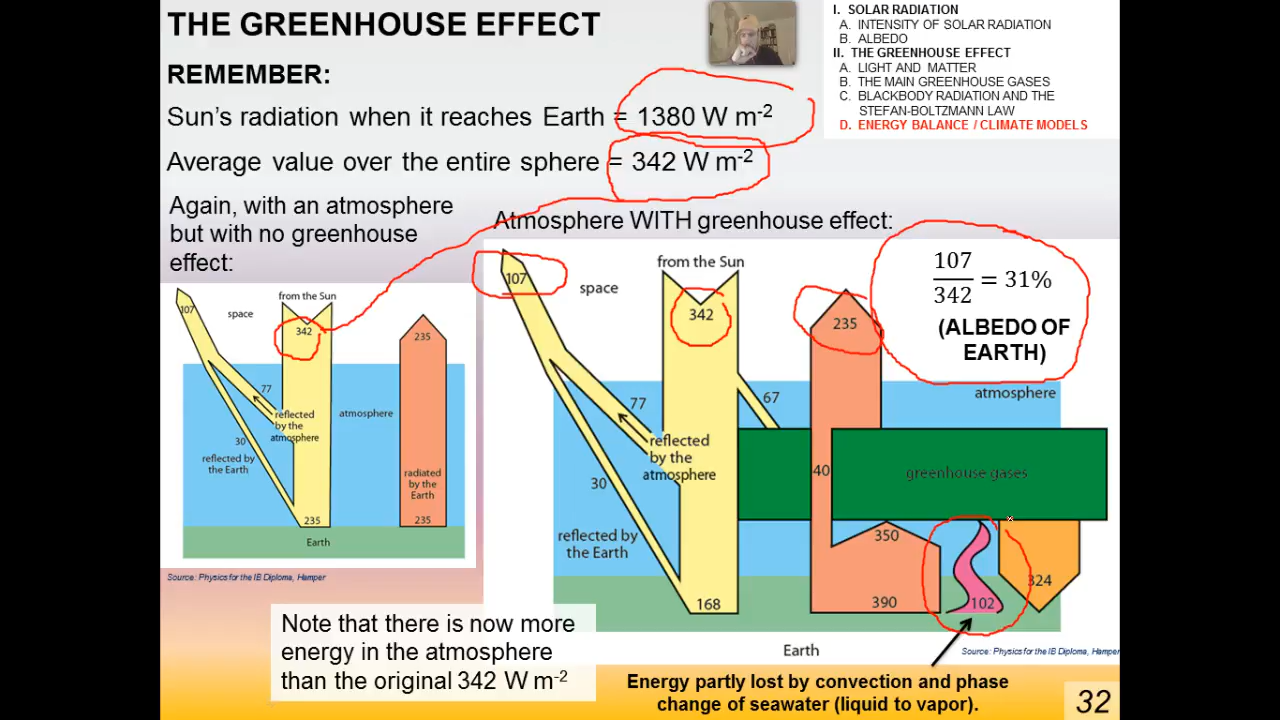 THE GREENHOUSE EFFECT
I. SOLAR RADIATION
A. INTENSITY OF SOLAR RADIATION
B. ALBEDO
II. THE GREENHOUSE EFFECT
A. LIGHT AND MATTER
B. THE MAIN GREENHOUSE GASES
C. BLACKBODY RADIATION AND THE
STEFAN-BOLTZMANN LAW
D. ENERGY BALANCE / CLIMATE MODELS
REMEMBER:
Sun's radiation when it reaches Earth = 1380 W m⁻²
Average value over the entire sphere = 342 W m⁻²
Again, with an atmosphere
but with no greenhouse
effect:
107
space
from the Sun
342
235
77
reflected
by the
atmosphere
atmosphere
30
reflected by
the Earth
radiated
by the
Earth
235
235
Earth
Source: Physics for the IB Diploma, Hamper
Atmosphere WITH greenhouse effect:
107
space
from the Sun
342
235
107
342
= 31%
(ALBEDO OF
EARTH)
atmosphere
77
67
reflected
by the
atmosphere
40
greenhouse gases
30
reflected by
the Earth
350
324
168
390
102
Earth
Source: Physics for the IB Diploma, Hamper
Note that there is now more
energy in the atmosphere
than the original 342 W m⁻²
Energy partly lost by convection and phase
change of seawater (liquid to vapor).
32